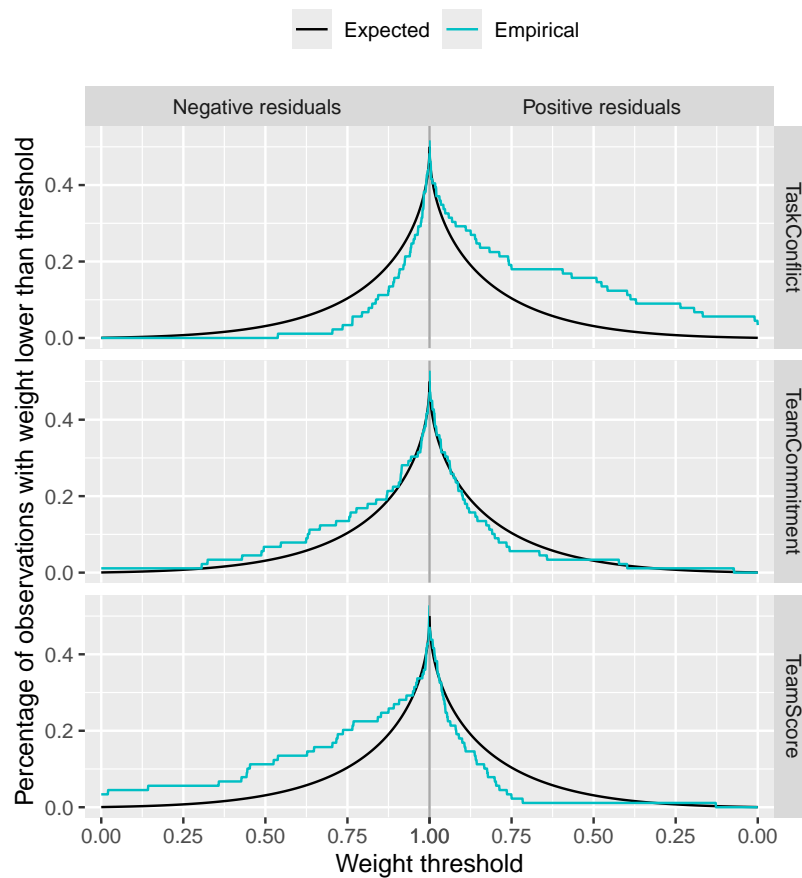 Expected Empirical
Negative residuals Positive residuals
Percentage of observations with weight lower than threshold
0.4
0.2
0.0
TaskConflict
0.4
0.2
0.0
TeamCommitment
0.4
0.2
0.0
TeamScore
0.00 0.25 0.50 0.75 1.00 0.75 0.50 0.25 0.00
Weight threshold